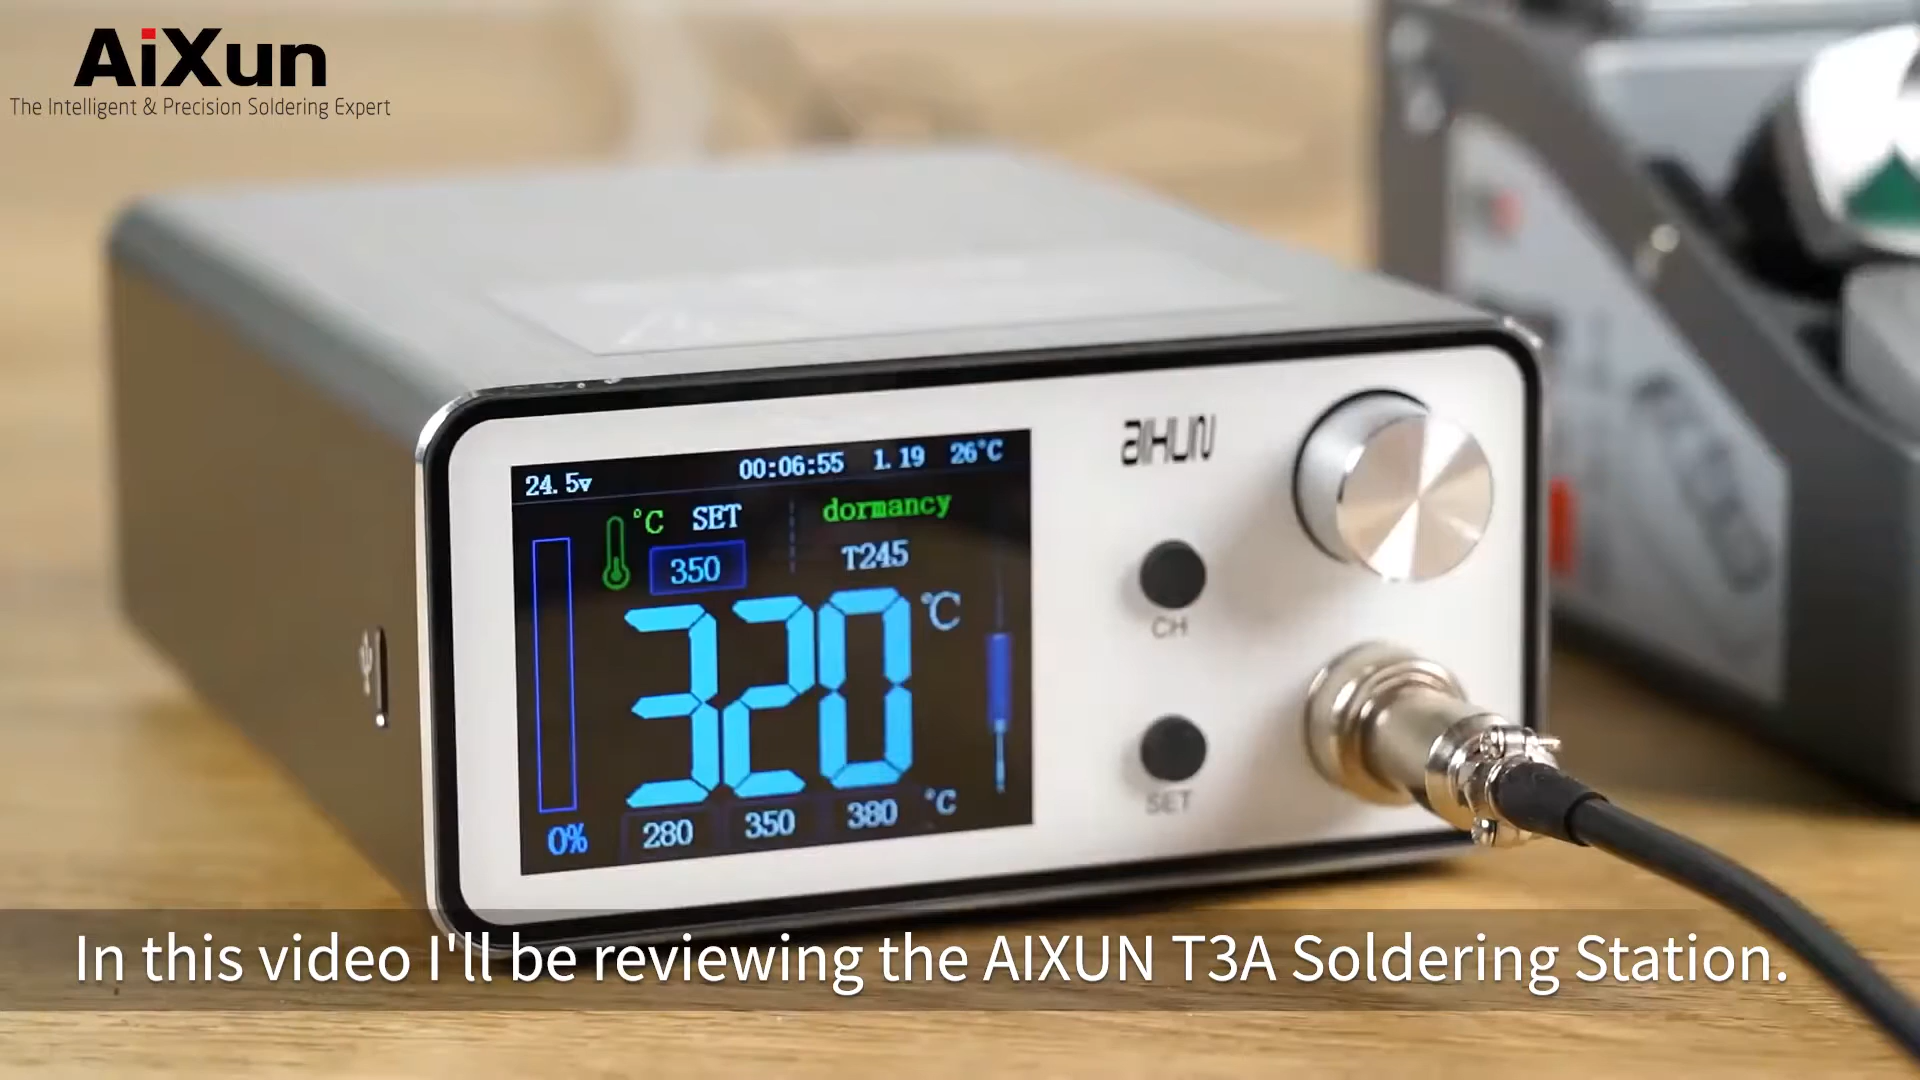 AiXun
The Intelligent & Precision Soldering Expert
aiXUN
24.5v
00:06:55
1.19
26°C
°C SET
dormancy
350
T245
320 °C
0%
280
350
380
°C
CH
SET
In this video I'll be reviewing the AIXUN T3A Soldering Station.